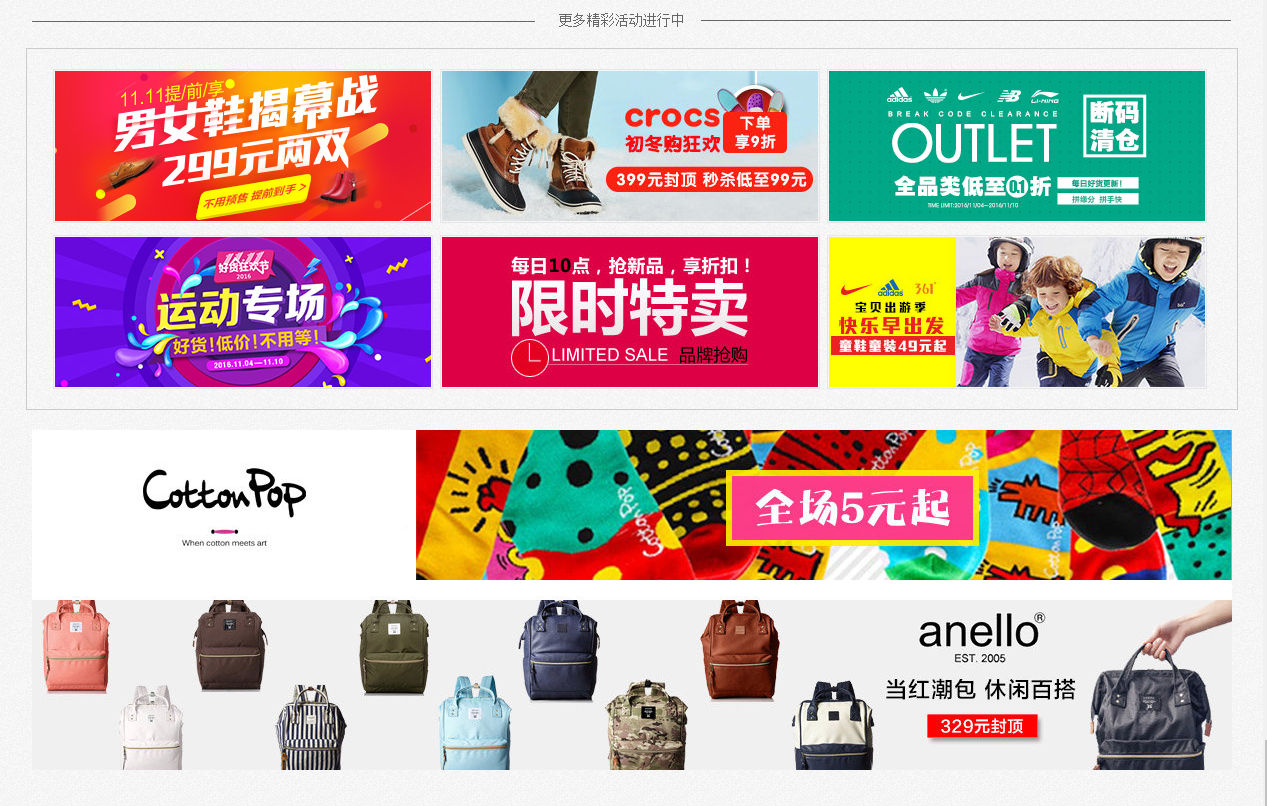 更多精彩活动进行中
11.11提/前/享
男女鞋揭幕战
299元两双
不用预售 提前到手 >
crocs
初冬购狂欢
下单
享9折
399元封顶 秒杀低至99元
adidas
adidas
LI-NING
BREAK CODE CLEARANCE
OUTLET
断码
清仓
全品类低至0.1折
每日好货更新!
拼缘分 拼手快
TIME LIMIT:2016/11/04—2016/11/10
11.11
好货狂欢节
2016
运动专场
好货!低价!不用等!
2016.11.04—11.10
每日10点，抢新品，享折扣！
限时特卖
LIMITED SALE 品牌抢购
adidas
361°
宝贝出游季
快乐早出发
童鞋童装49元起
CottonPop
When cotton meets art
全场5元起
CottonPop
anello®
EST. 2005
当红潮包 休闲百搭
329元封顶